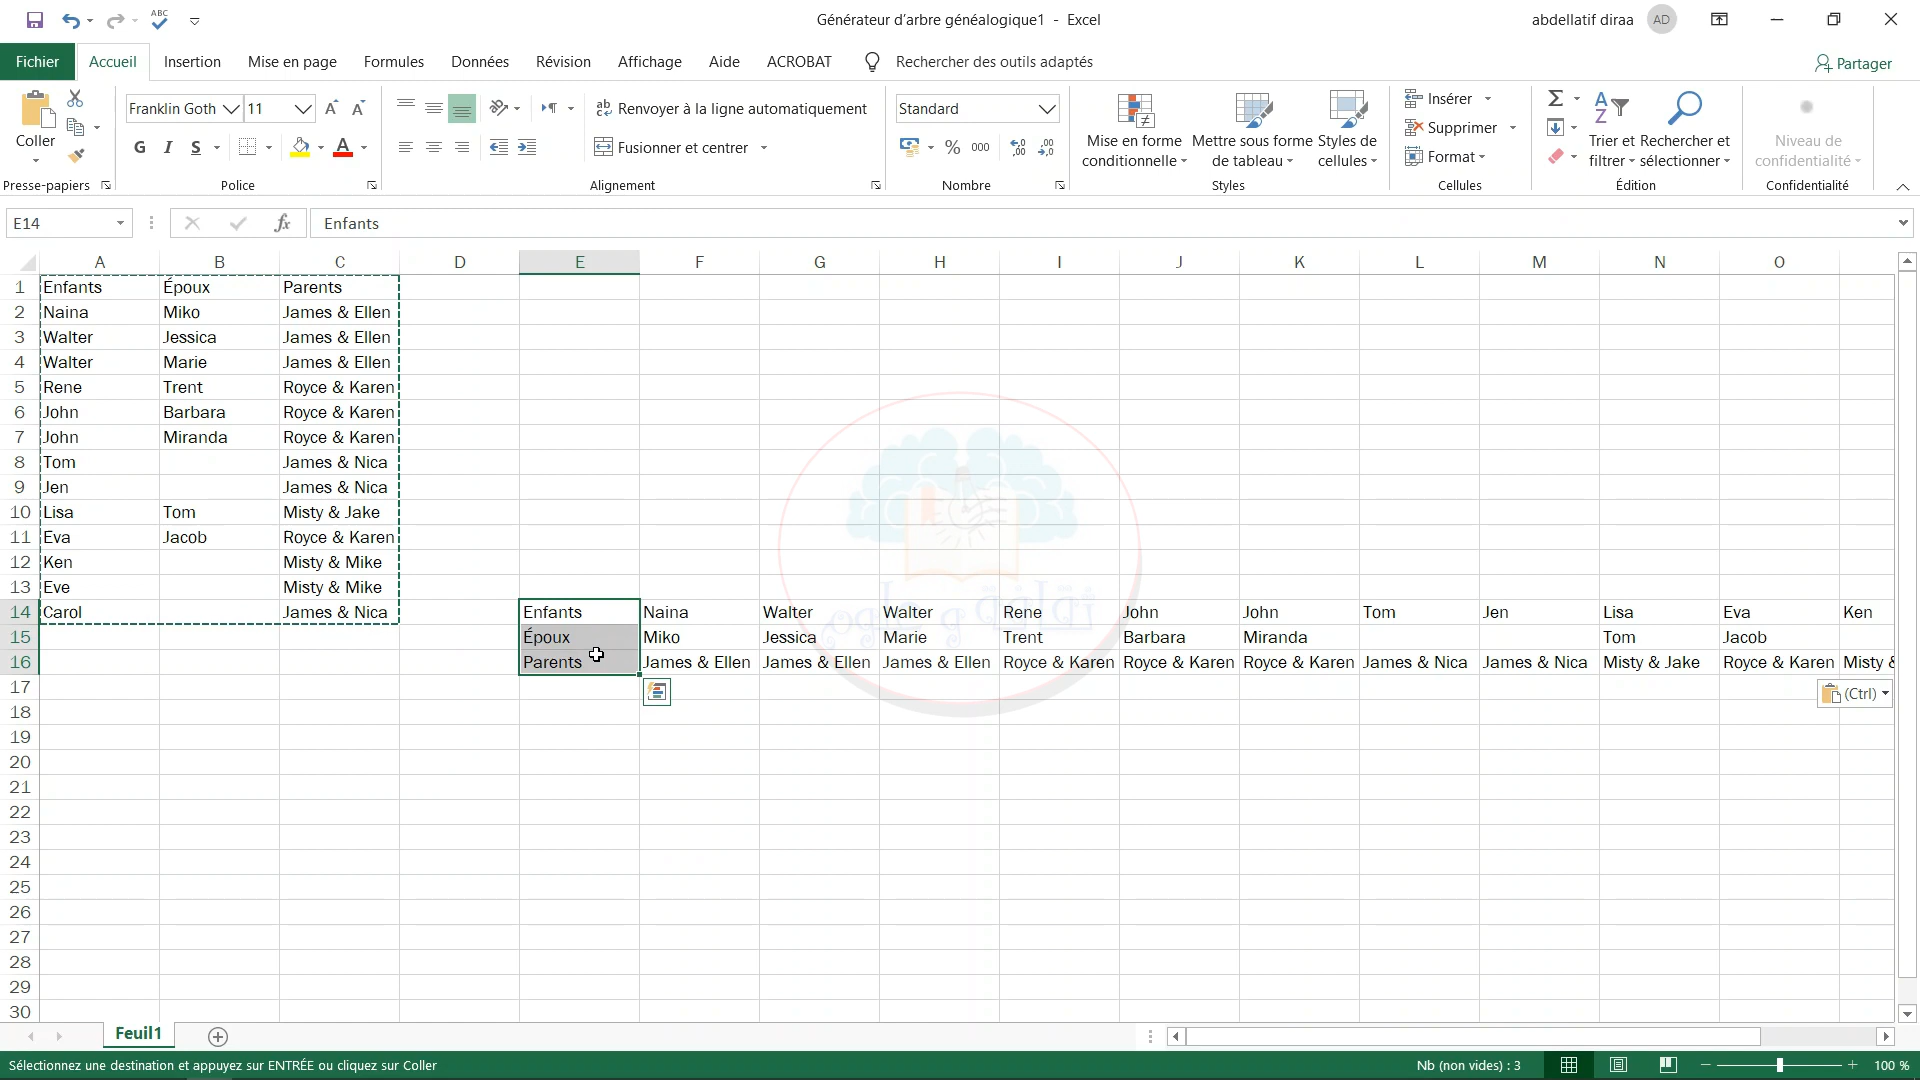 Générateur d'arbre généalogique1 - Excel
abdellatif diraa AD
Fichier Accueil Insertion Mise en page Formules Données Révision Affichage Aide ACROBAT Rechercher des outils adaptés Partager
Coller
Presse-papiers
Franklin Goth 11
G I S
Police
Renvoyer à la ligne automatiquement
Fusionner et centrer
Alignement
Standard
% 000
Nombre
Mise en forme conditionnelle
Mettre sous forme de tableau
Styles de cellules
Styles
Insérer
Supprimer
Format
Cellules
Trier et filtrer
Rechercher et sélectionner
Édition
Niveau de confidentialité
Confidentialité
E14 fx Enfants
A B C D E F G H I J K L M N O
1 Enfants Époux Parents
2 Naina Miko James & Ellen
3 Walter Jessica James & Ellen
4 Walter Marie James & Ellen
5 Rene Trent Royce & Karen
6 John Barbara Royce & Karen
7 John Miranda Royce & Karen
8 Tom James & Nica
9 Jen James & Nica
10 Lisa Tom Misty & Jake
11 Eva Jacob Royce & Karen
12 Ken Misty & Mike
13 Eve Misty & Mike
14 Carol James & Nica Enfants Naina Walter Walter Rene John John Tom Jen Lisa Eva Ken
15 Époux Miko Jessica Marie Trent Barbara Miranda Tom Jacob
16 Parents James & Ellen James & Ellen James & Ellen Royce & Karen Royce & Karen Royce & Karen James & Nica James & Nica Misty & Jake Royce & Karen Misty &
17 (Ctrl)
18
19
20
21
22
23
24
25
26
27
28
29
30
Feuil1
Sélectionnez une destination et appuyez sur ENTRÉE ou cliquez sur Coller Nb (non vides) : 3 100 %